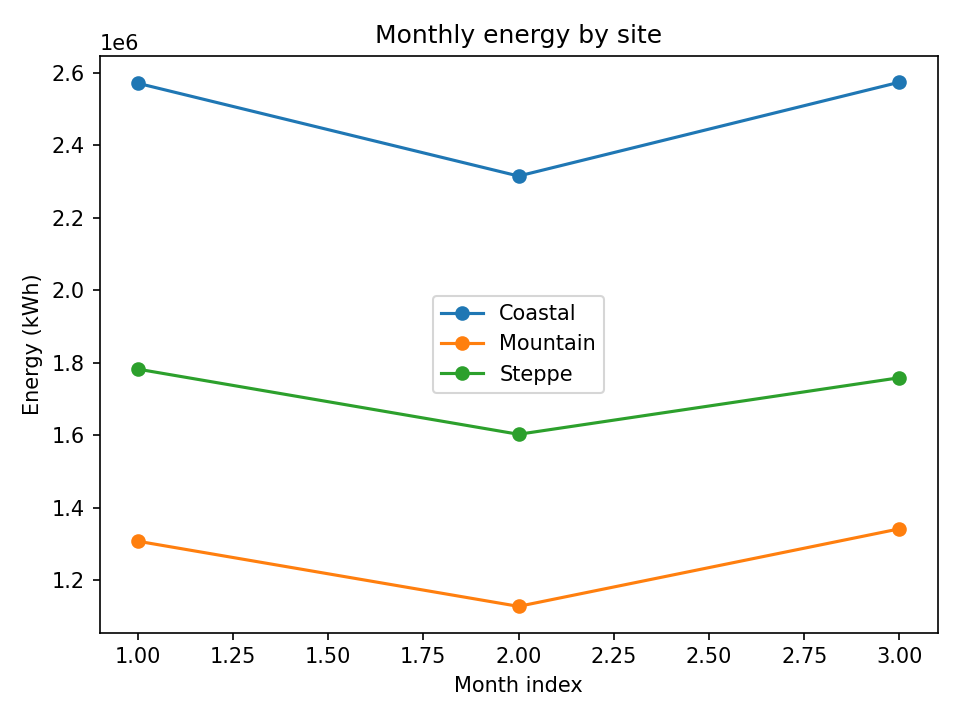 Monthly energy by site
1e6
2.6
2.4
2.2
2.0
1.8
1.6
1.4
1.2
Energy (kWh)
Coastal
Mountain
Steppe
1.00 1.25 1.50 1.75 2.00 2.25 2.50 2.75 3.00
Month index